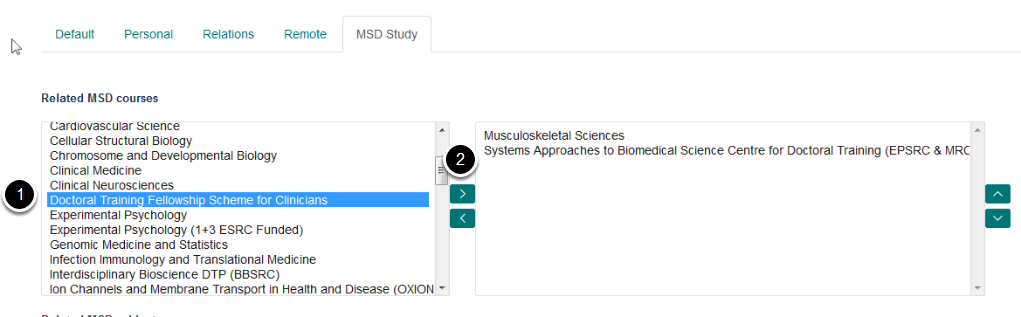 Default Personal Relations Remote MSD Study
Related MSD courses
Cardiovascular Science
Cellular Structural Biology
Chromosome and Developmental Biology
Clinical Medicine
Clinical Neurosciences
1
Doctoral Training Fellowship Scheme for Clinicians
Experimental Psychology
Experimental Psychology (1+3 ESRC Funded)
Genomic Medicine and Statistics
Infection Immunology and Translational Medicine
Interdisciplinary Bioscience DTP (BBSRC)
Ion Channels and Membrane Transport in Health and Disease (OXION
2
Musculoskeletal Sciences
Systems Approaches to Biomedical Science Centre for Doctoral Training (EPSRC & MRC